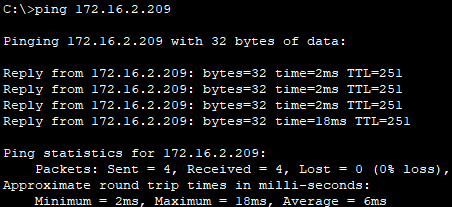 C:\>ping 172.16.2.209
Pinging 172.16.2.209 with 32 bytes of data:
Reply from 172.16.2.209: bytes=32 time=2ms TTL=251
Reply from 172.16.2.209: bytes=32 time=2ms TTL=251
Reply from 172.16.2.209: bytes=32 time=2ms TTL=251
Reply from 172.16.2.209: bytes=32 time=18ms TTL=251
Ping statistics for 172.16.2.209:
    Packets: Sent = 4, Received = 4, Lost = 0 (0% loss),
Approximate round trip times in milli-seconds:
    Minimum = 2ms, Maximum = 18ms, Average = 6ms